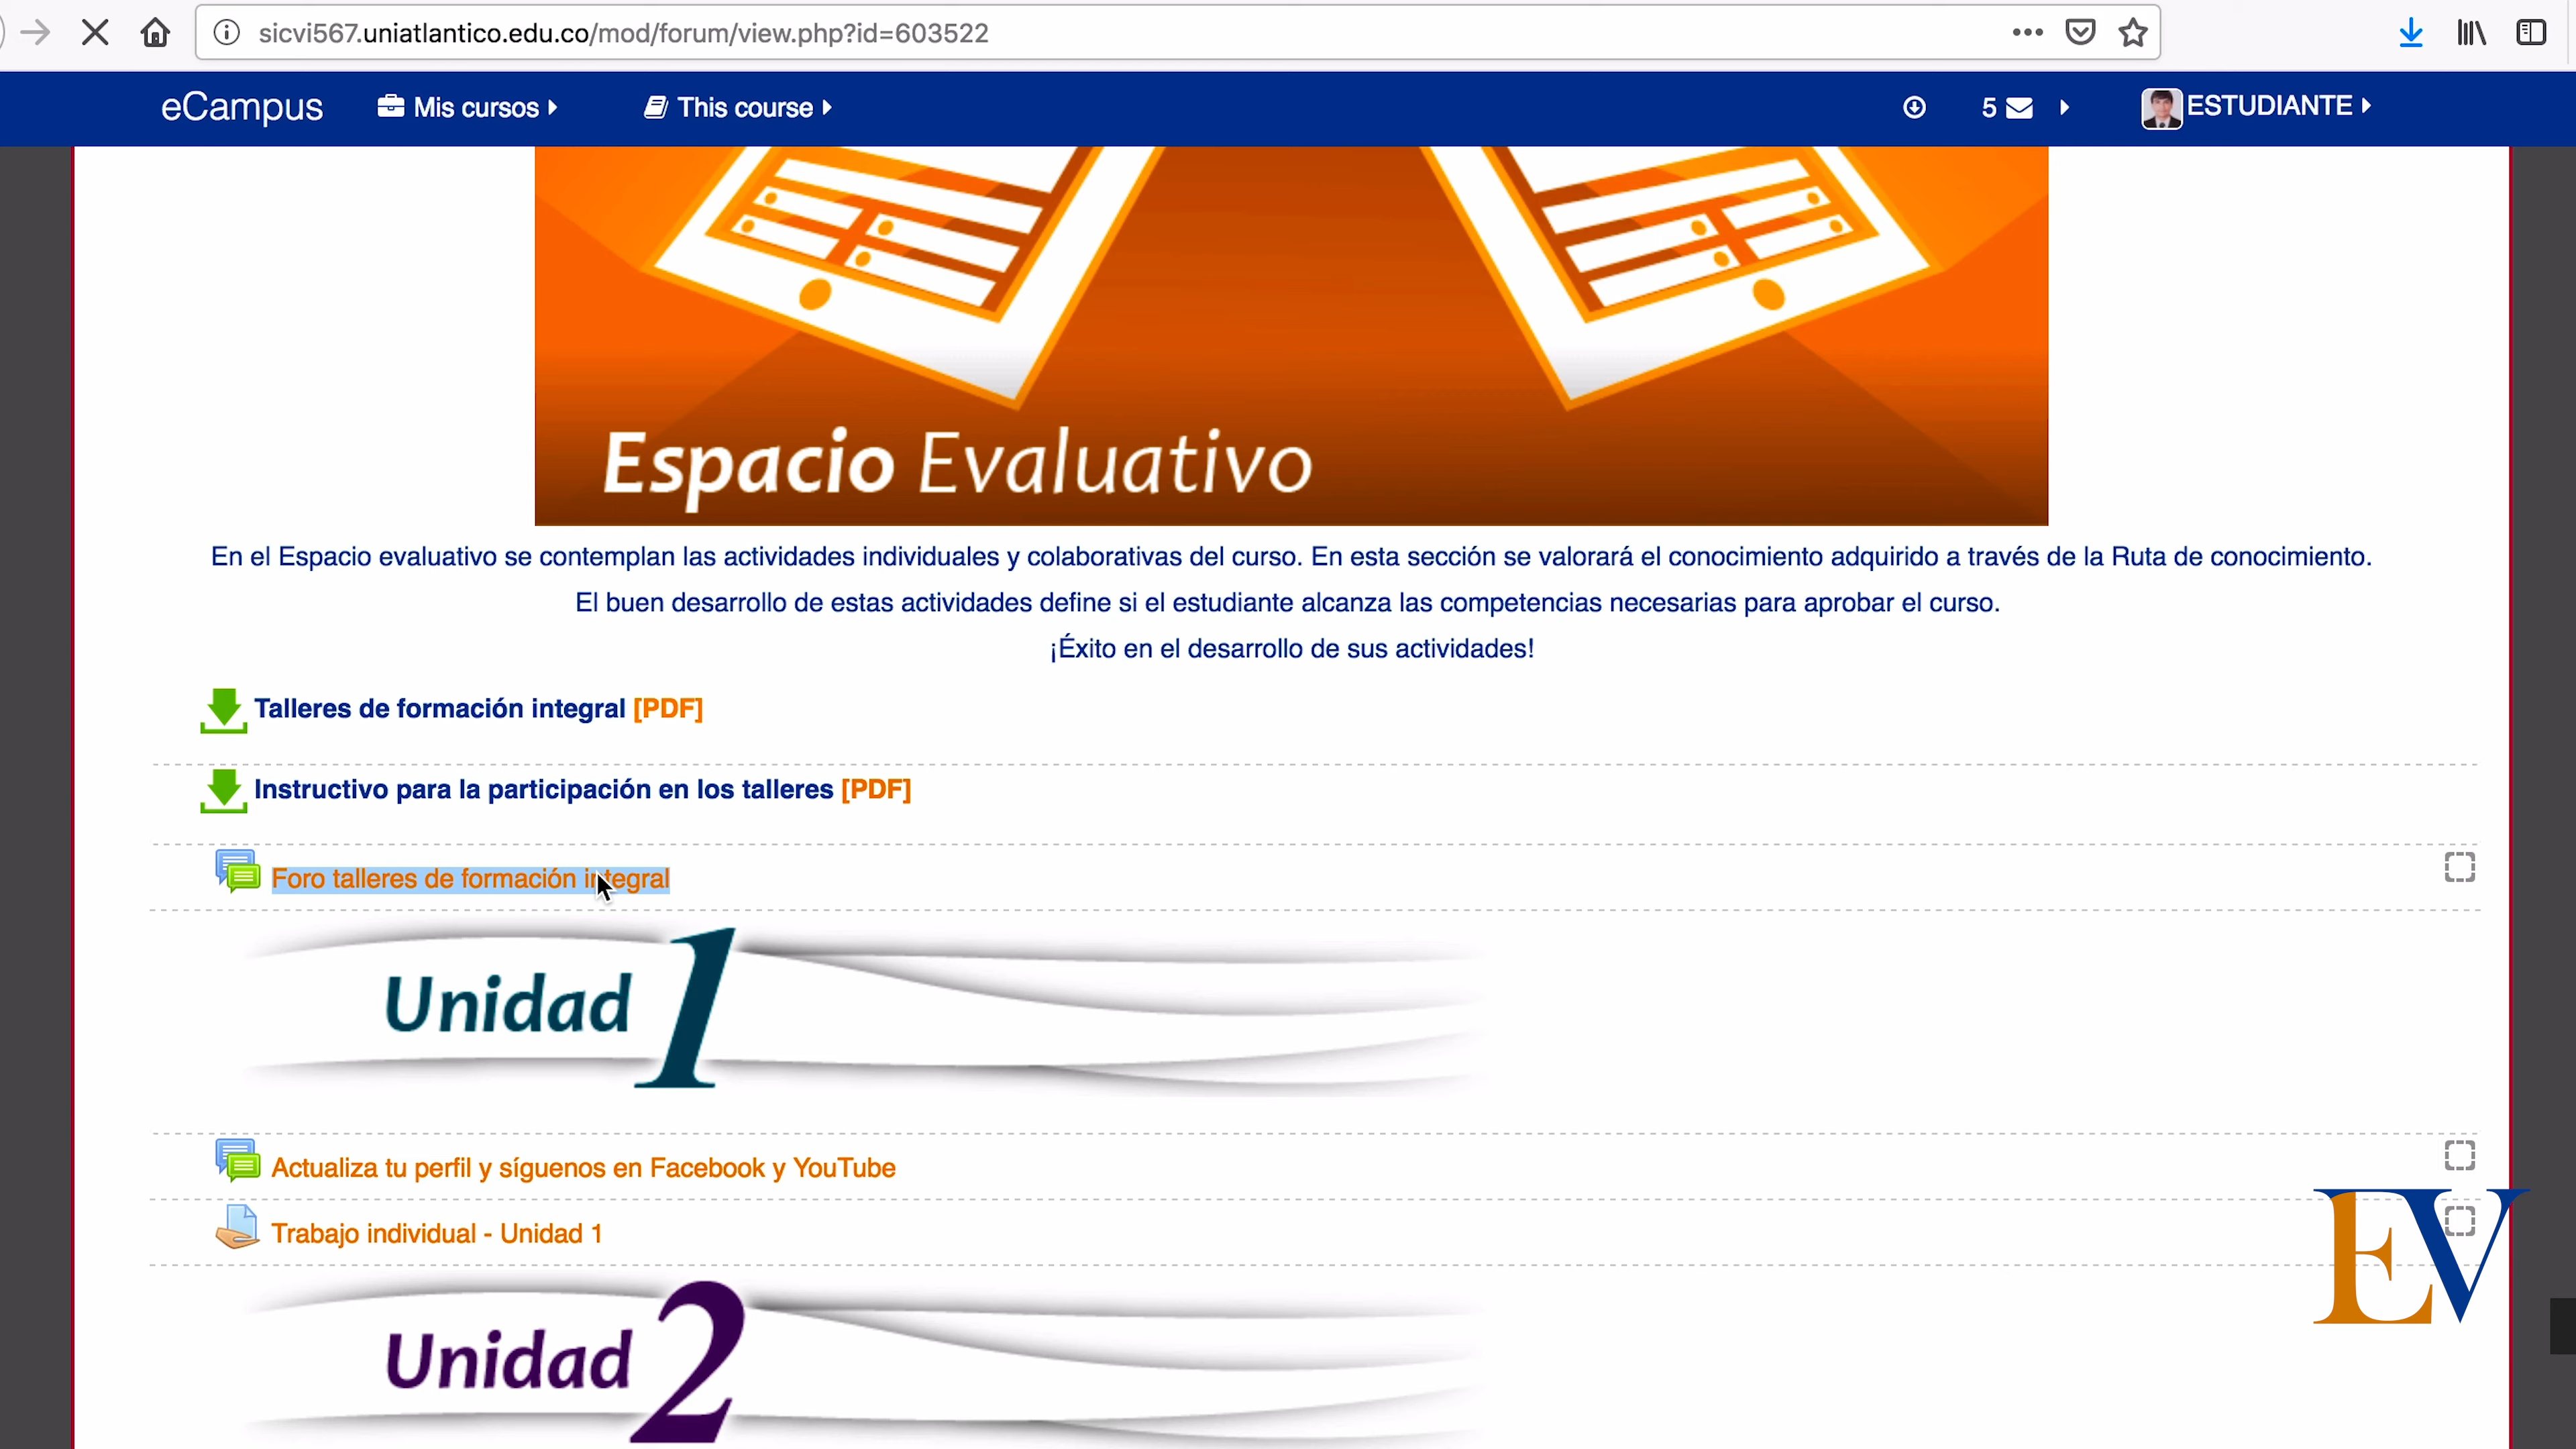 sicvi567.uniatlantico.edu.co/mod/forum/view.php?id=603522
eCampus Mis cursos This course 5 ESTUDIANTE
Espacio Evaluativo
En el Espacio evaluativo se contemplan las actividades individuales y colaborativas del curso. En esta sección se valorará el conocimiento adquirido a través de la Ruta de conocimiento.
El buen desarrollo de estas actividades define si el estudiante alcanza las competencias necesarias para aprobar el curso.
¡Éxito en el desarrollo de sus actividades!
Talleres de formación integral [PDF]
Instructivo para la participación en los talleres [PDF]
Foro talleres de formación integral
Unidad 1
Actualiza tu perfil y síguenos en Facebook y YouTube
Trabajo individual - Unidad 1
EV
Unidad 2